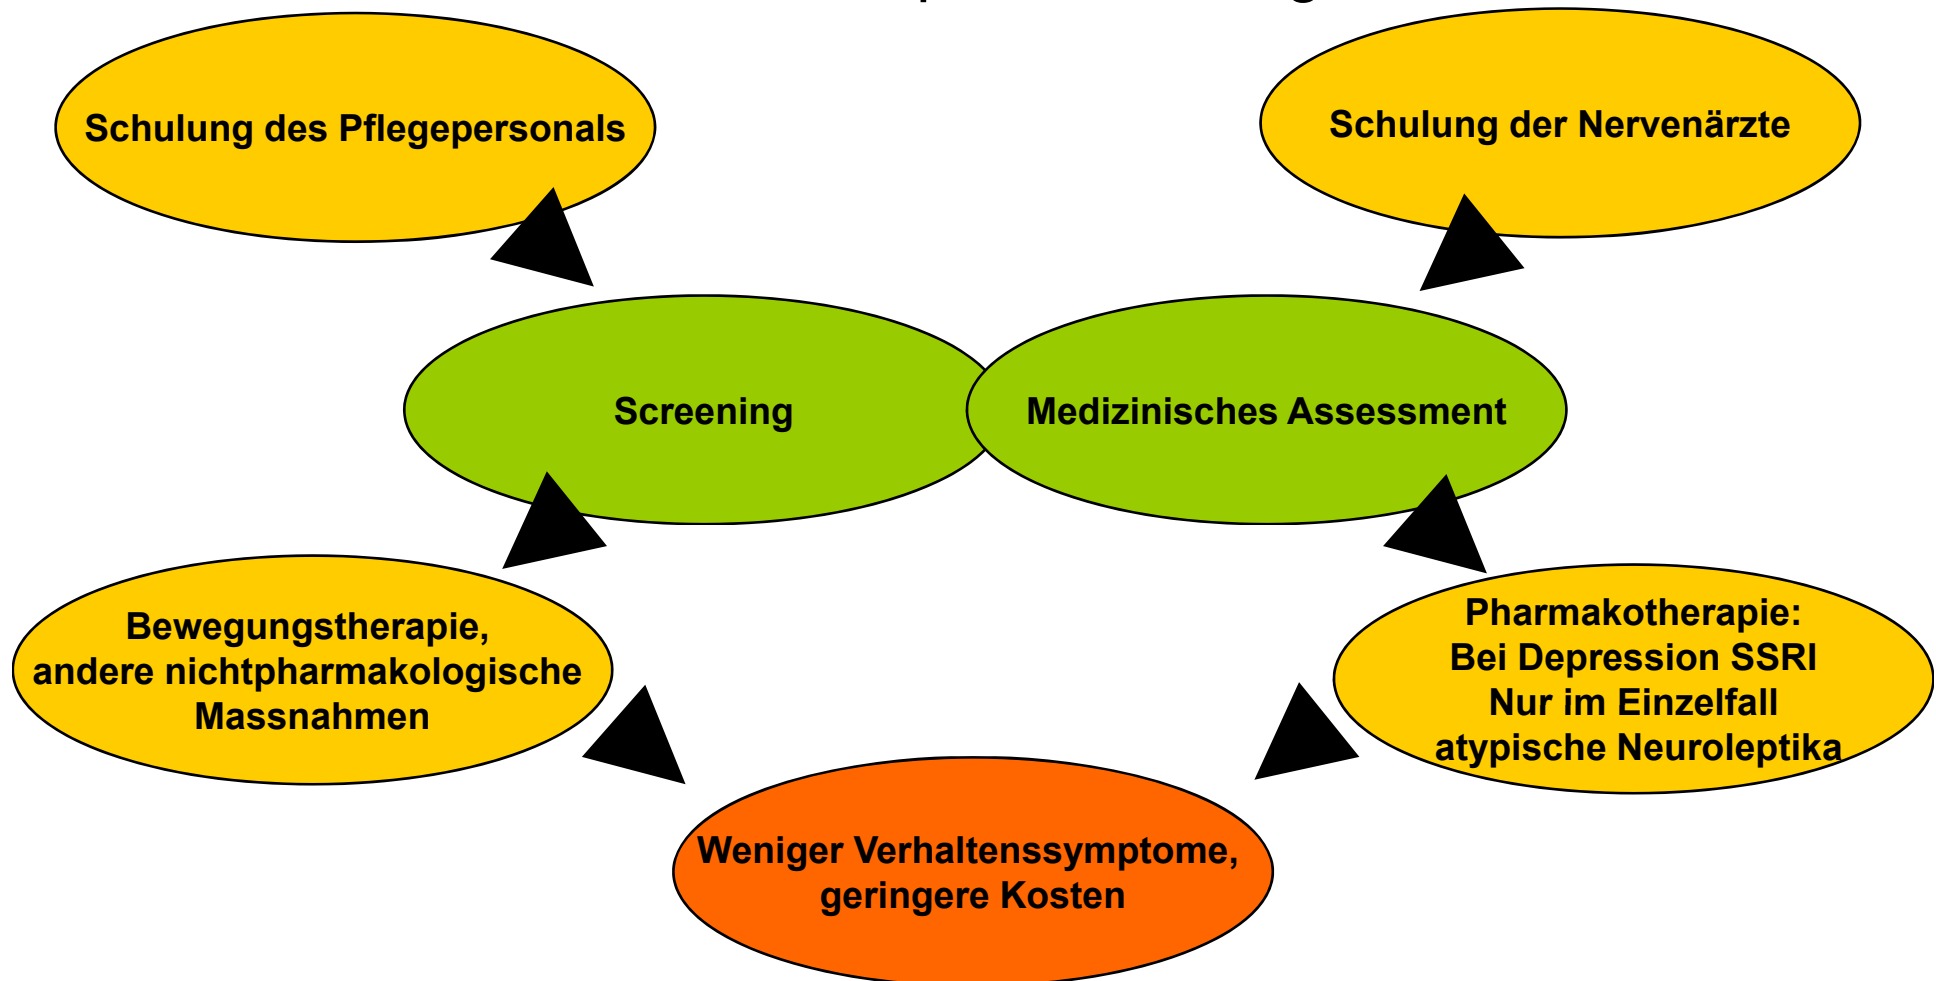 Schulung des Pflegepersonals
Schulung der Nervenärzte
Screening
Medizinisches Assessment
Bewegungstherapie,
andere nichtpharmakologische
Massnahmen
Pharmakotherapie:
Bei Depression SSRI
Nur im Einzelfall
atypische Neuroleptika
Weniger Verhaltenssymptome,
geringere Kosten